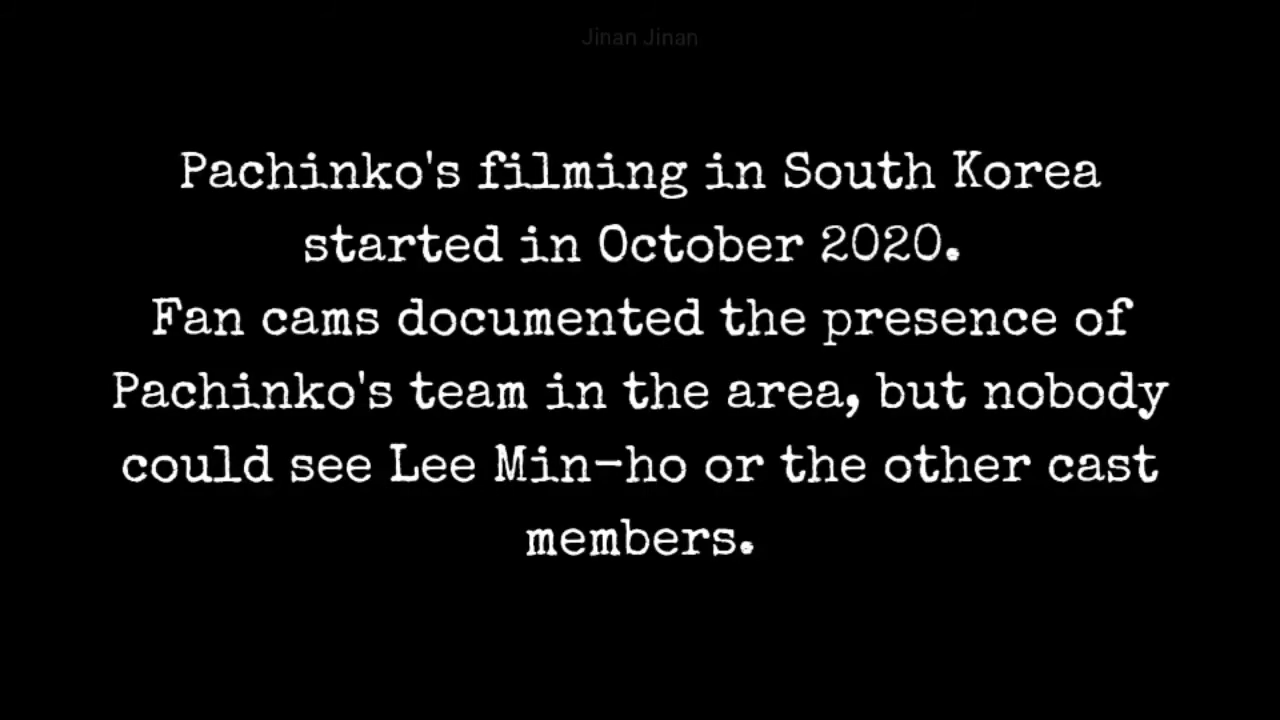 Jinan Jinan
Pachinko's filming in South Korea
started in October 2020.
Fan cams documented the presence of
Pachinko's team in the area, but nobody
could see Lee Min-ho or the other cast
members.